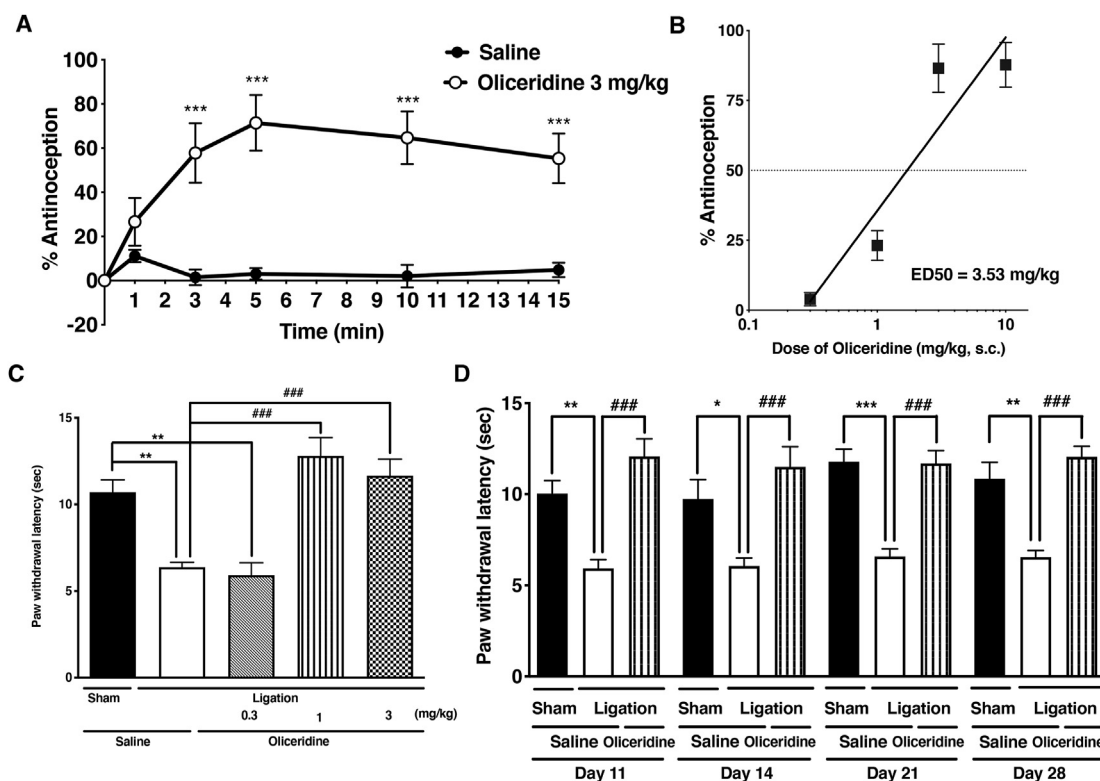 A
Saline
Oliceridine 3 mg/kg
% Antinoception
100
80
60
40
20
0
-20
*** *** *** ***
1 2 3 4 5 6 7 8 9 10 11 12 13 14 15
Time (min)
B
% Antinoception
100
75
50
25
0
ED50 = 3.53 mg/kg
0.1 1 10
Dose of Oliceridine (mg/kg, s.c.)
C
Paw withdrawal latency (sec)
15
10
5
0
###
###
**
**
Sham Ligation
0.3 1 3 (mg/kg)
Saline Oliceridine
D
Paw withdrawal latency (sec)
15
10
5
0
** ### * ### *** ### ** ###
Sham Ligation Sham Ligation Sham Ligation Sham Ligation
Saline Oliceridine Saline Oliceridine Saline Oliceridine Saline Oliceridine
Day 11 Day 14 Day 21 Day 28